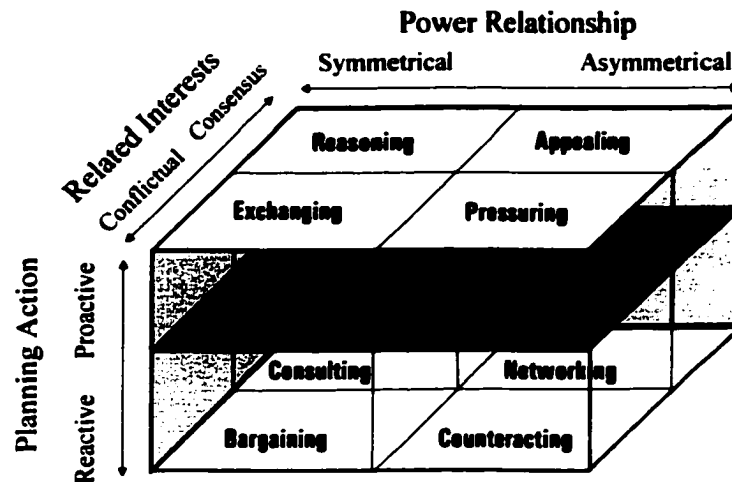 Power Relationship
Symmetrical Asymmetrical
Related Interests
Conflictual Consensus
Reasoning Appealing
Exchanging Pressuring
Planning Action
Proactive
Reactive
Consulting Networking
Bargaining Counteracting